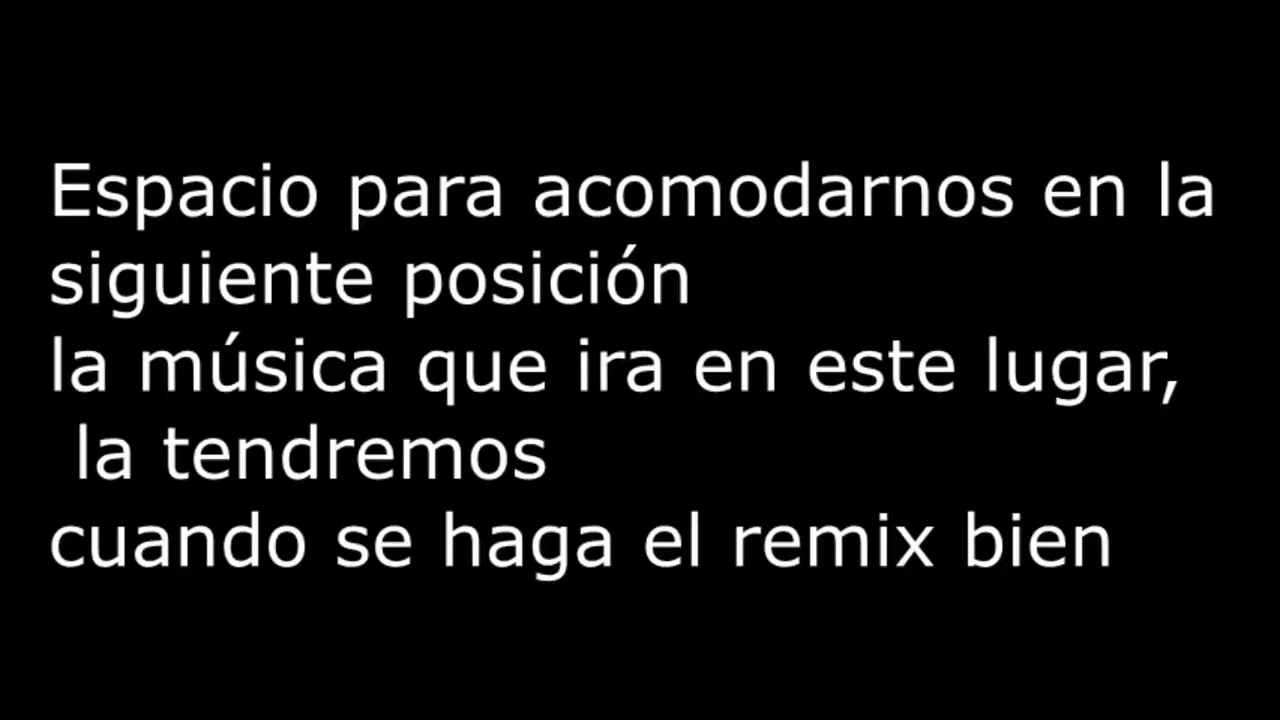 Espacio para acomodarnos en la
siguiente posición
la música que ira en este lugar,
la tendremos
cuando se haga el remix bien